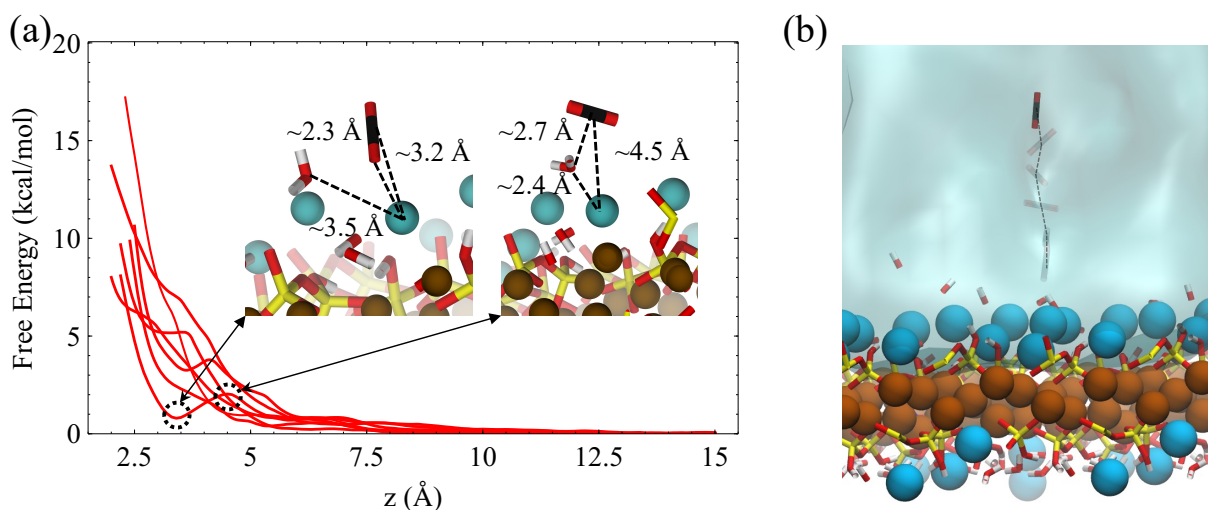 (a)
(b)
Free Energy (kcal/mol)
20
15
10
5
0
~2.3 Å
~3.2 Å
~3.5 Å
~2.7 Å
~4.5 Å
~2.4 Å
2.5
5
7.5
10
12.5
15
z (Å)